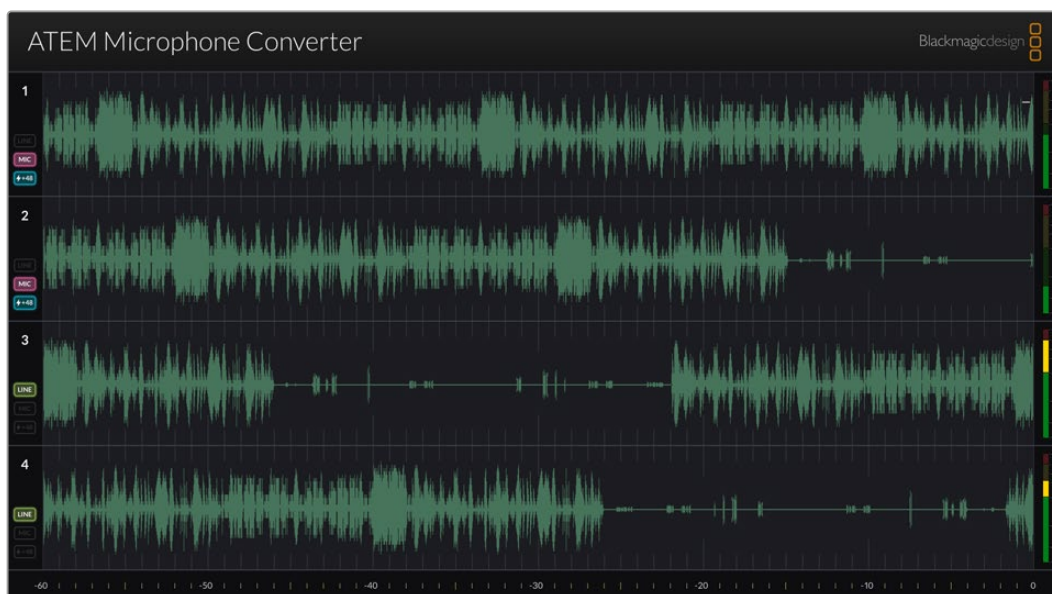 ATEM Microphone Converter
Blackmagicdesign
1
LINE
MIC
+48
2
LINE
MIC
+48
3
LINE
MIC
+48
4
LINE
MIC
+48
-60 -50 -40 -30 -20 -10 0